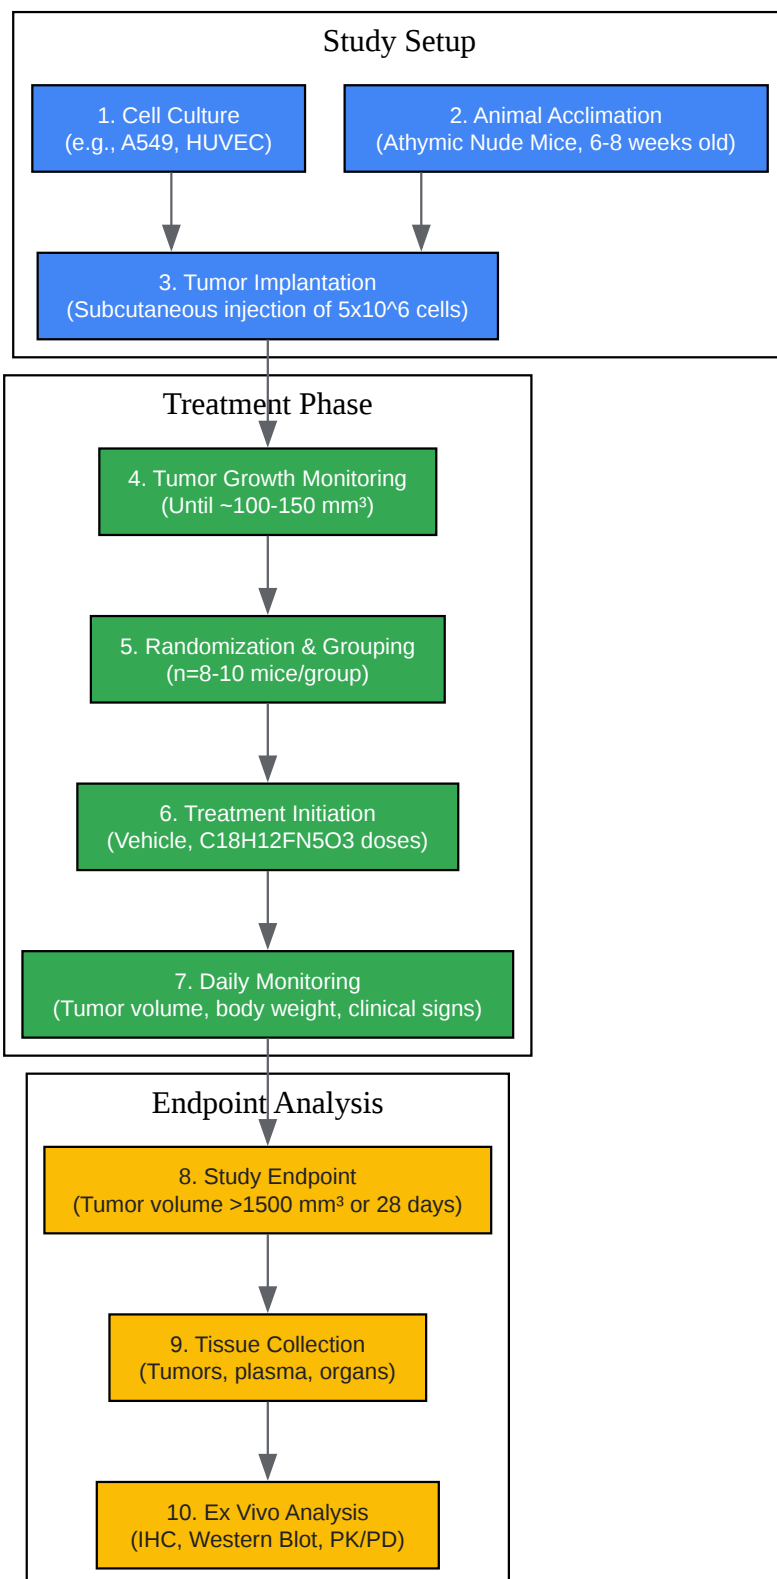 Study Setup
1. Cell Culture
(e.g., A549, HUVEC)
2. Animal Acclimation
(Athymic Nude Mice, 6-8 weeks old)
3. Tumor Implantation
(Subcutaneous injection of 5x10^6 cells)
Treatment Phase
4. Tumor Growth Monitoring
(Until ~100-150 mm³)
5. Randomization & Grouping
(n=8-10 mice/group)
6. Treatment Initiation
(Vehicle, C18H12FN5O3 doses)
7. Daily Monitoring
(Tumor volume, body weight, clinical signs)
Endpoint Analysis
8. Study Endpoint
(Tumor volume >1500 mm³ or 28 days)
9. Tissue Collection
(Tumors, plasma, organs)
10. Ex Vivo Analysis
(IHC, Western Blot, PK/PD)